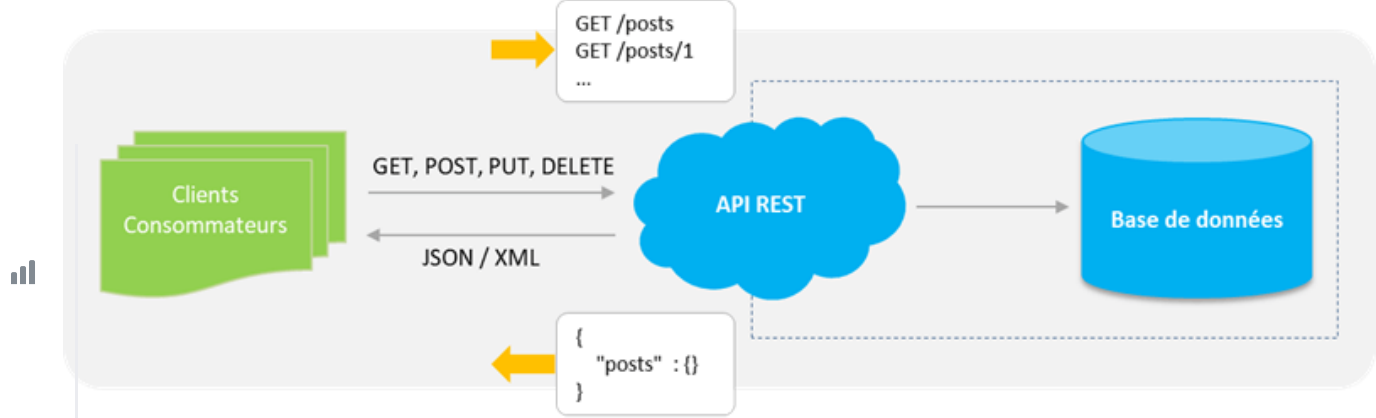 GET /posts
GET /posts/1
...
Clients
Consommateurs
GET, POST, PUT, DELETE
JSON / XML
API REST
Base de données
{
"posts" : {}
}